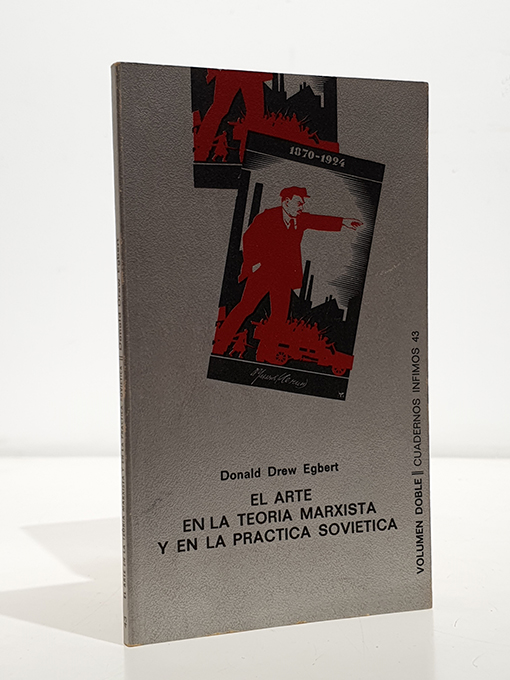 1870-1924
Donald Drew Egbert
EL ARTE
EN LA TEORIA MARXISTA
Y EN LA PRACTICA SOVIETICA
VOLUMEN DOBLE || CUADERNOS INFIMOS 43